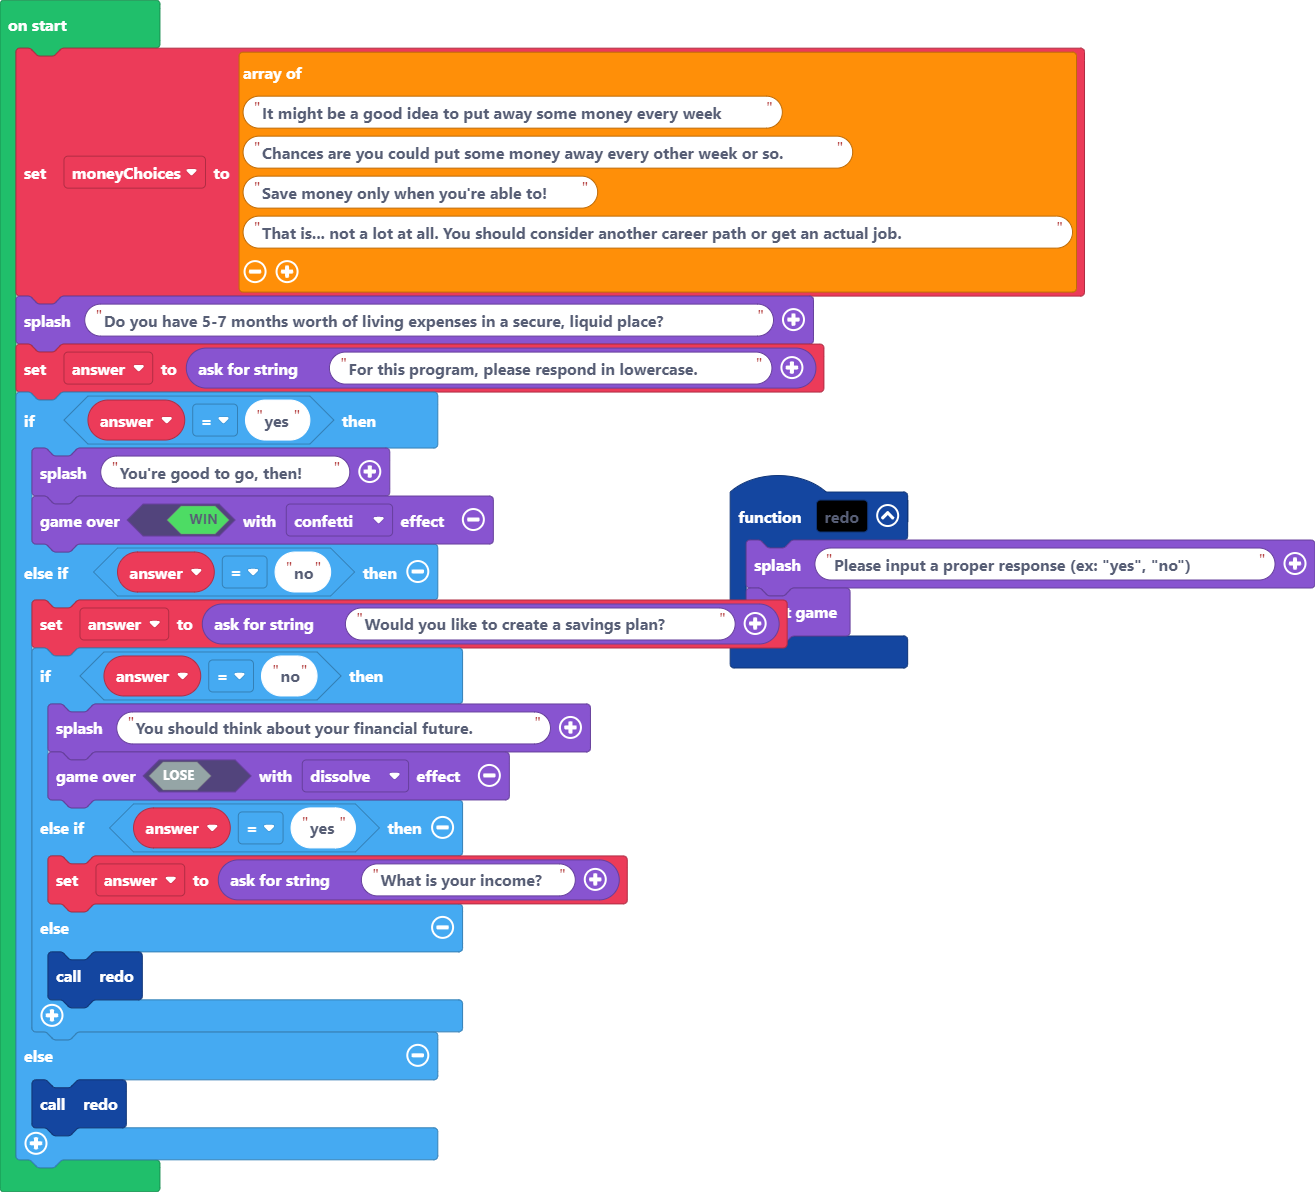 on start
set moneyChoices to array of
"It might be a good idea to put away some money every week"
"Chances are you could put some money away every other week or so."
"Save money only when you're able to!"
"That is... not a lot at all. You should consider another career path or get an actual job."
splash "Do you have 5-7 months worth of living expenses in a secure, liquid place?"
set answer to ask for string "For this program, please respond in lowercase."
if answer = "yes" then
splash "You're good to go, then!"
game over WIN with confetti effect
else if answer = "no" then
set answer to ask for string "Would you like to create a savings plan?"
if answer = "no" then
splash "You should think about your financial future."
game over LOSE with dissolve effect
else if answer = "yes" then
set answer to ask for string "What is your income?"
else
call redo
else
call redo
function redo
splash "Please input a proper response (ex: "yes", "no")"
t game